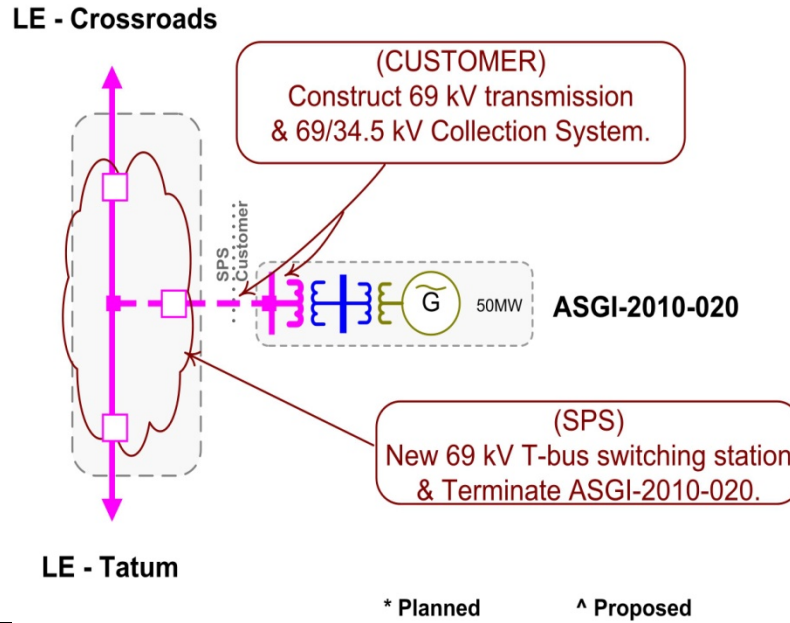 LE - Crossroads
(CUSTOMER)
Construct 69 kV transmission
& 69/34.5 kV Collection System.
SPS
Customer
G
50MW
ASGI-2010-020
(SPS)
New 69 kV T-bus switching station
& Terminate ASGI-2010-020.
LE - Tatum
* Planned
^ Proposed